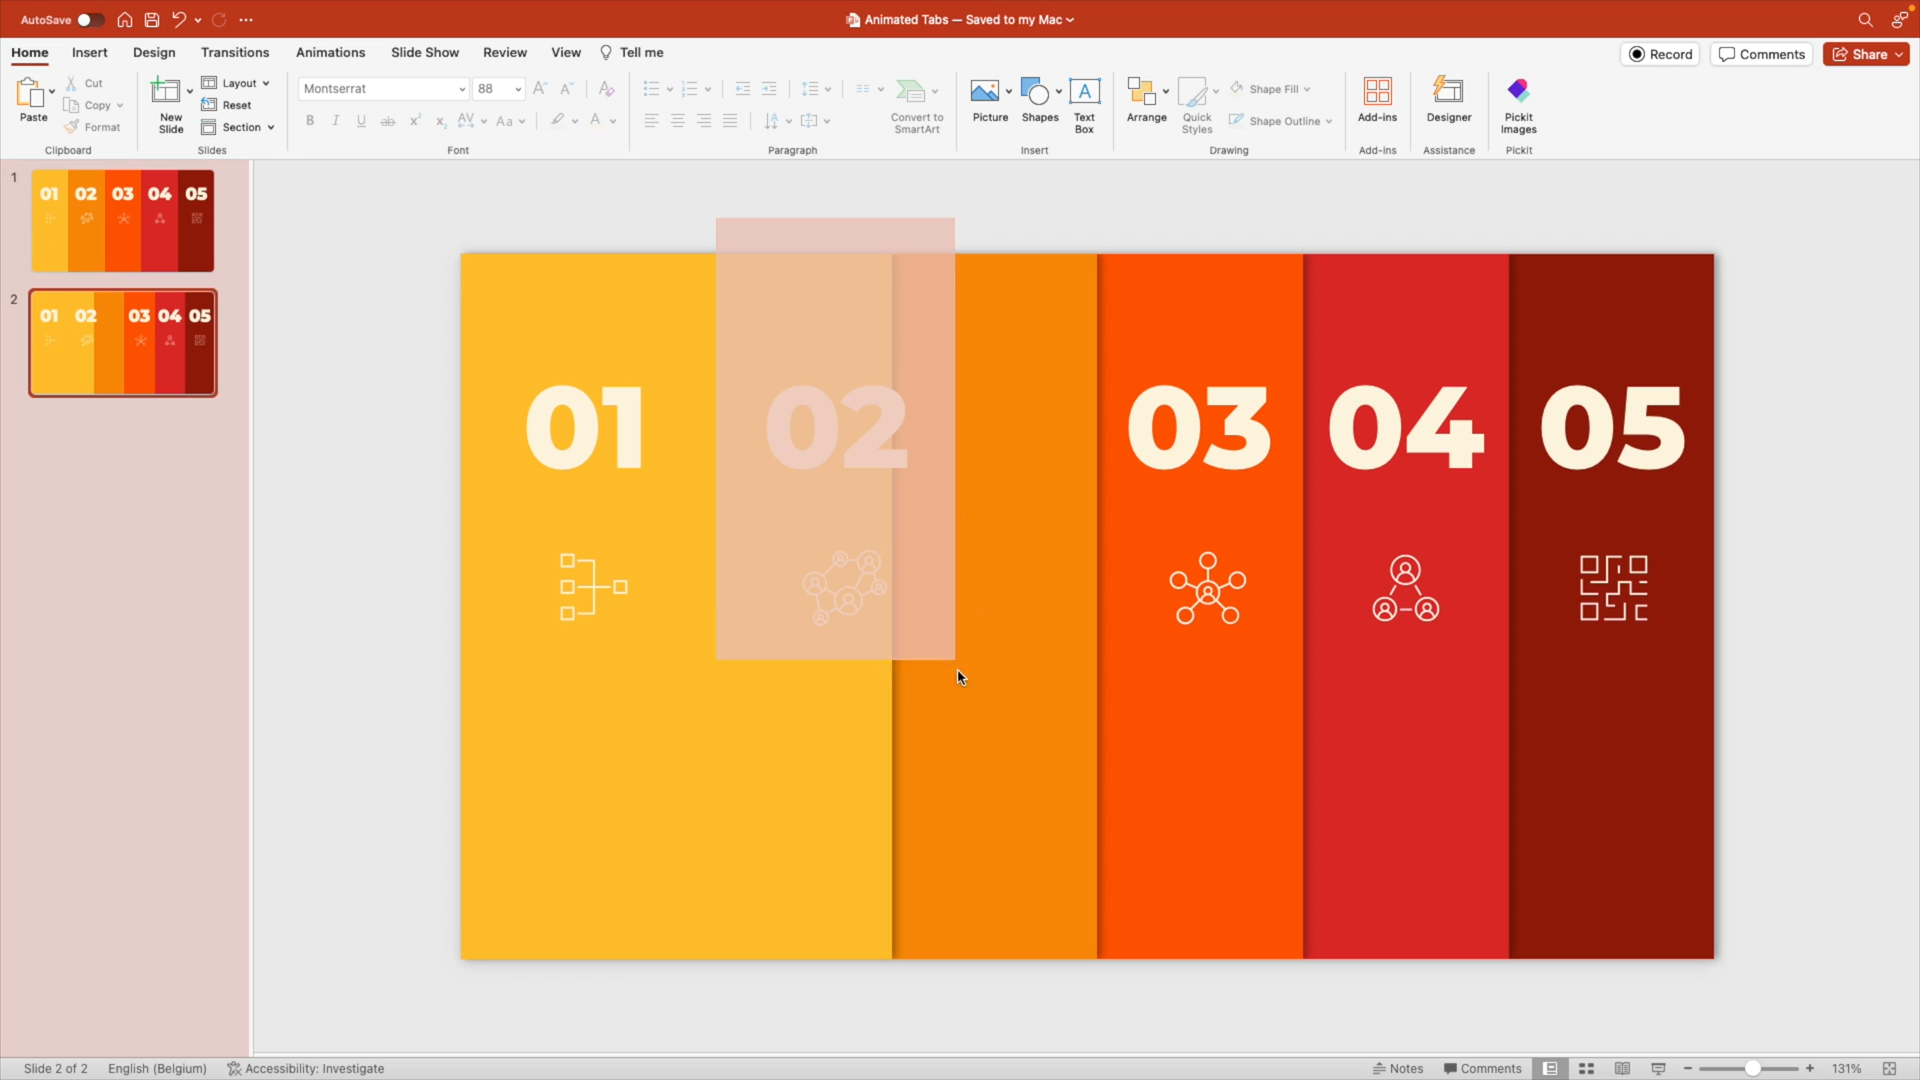 AutoSave
Animated Tabs — Saved to my Mac
Home
Insert
Design
Transitions
Animations
Slide Show
Review
View
Tell me
Record
Comments
Share
Paste
Cut
Copy
Format
Clipboard
New Slide
Layout
Reset
Section
Slides
Montserrat
88
Font
Convert to SmartArt
Paragraph
Picture
Shapes
Text Box
Insert
Arrange
Quick Styles
Shape Fill
Shape Outline
Drawing
Add-ins
Add-ins
Designer
Assistance
Pickit Images
Pickit
1
01 02 03 04 05
2
01 02 03 04 05
01 02 03 04 05
Slide 2 of 2
English (Belgium)
Accessibility: Investigate
Notes
Comments
131%